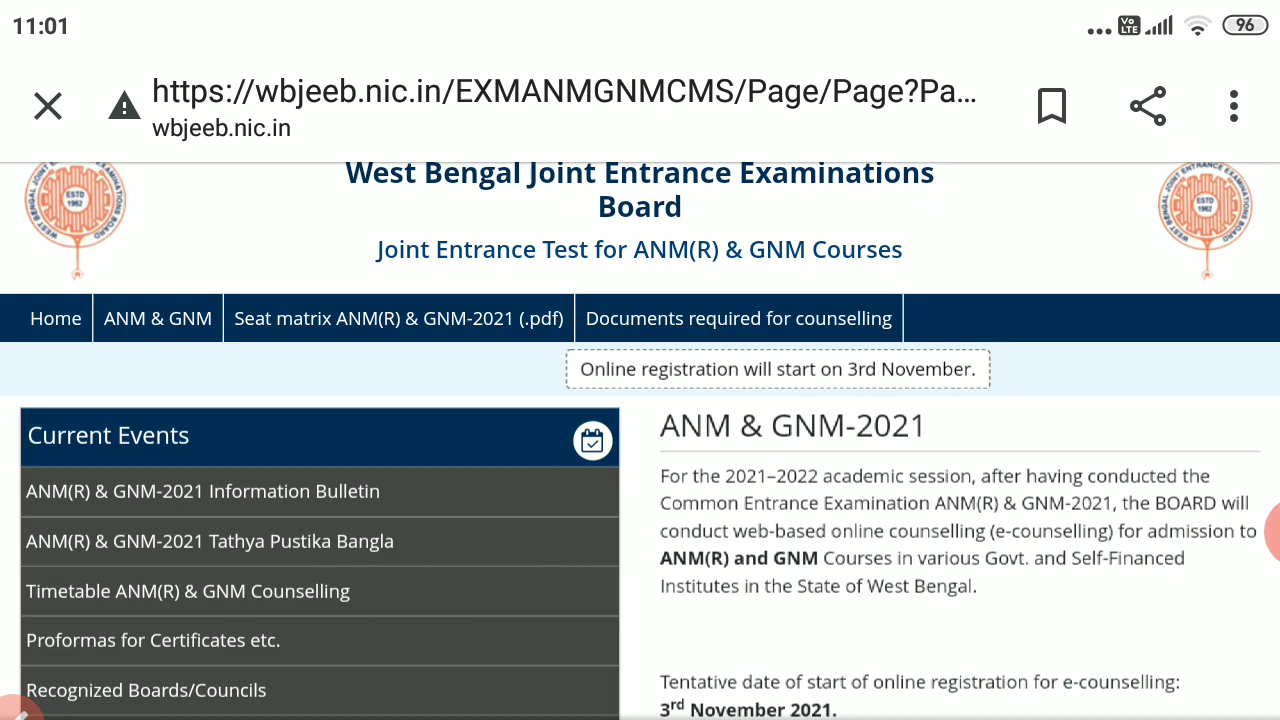 11:01
Vo LTE
96
https://wbjeeb.nic.in/EXMANMGNMCMS/Page/Page?Pa...
wbjeeb.nic.in
West Bengal Joint Entrance Examinations
Board
Joint Entrance Test for ANM(R) & GNM Courses
ESTD
1962
ESTD
1962
Home
ANM & GNM
Seat matrix ANM(R) & GNM-2021 (.pdf)
Documents required for counselling
Online registration will start on 3rd November.
Current Events
ANM(R) & GNM-2021 Information Bulletin
ANM(R) & GNM-2021 Tathya Pustika Bangla
Timetable ANM(R) & GNM Counselling
Proformas for Certificates etc.
Recognized Boards/Councils
ANM & GNM-2021
For the 2021–2022 academic session, after having conducted the
Common Entrance Examination ANM(R) & GNM-2021, the BOARD will
conduct web-based online counselling (e-counselling) for admission to
ANM(R) and GNM Courses in various Govt. and Self-Financed
Institutes in the State of West Bengal.
Tentative date of start of online registration for e-counselling:
3rd November 2021.